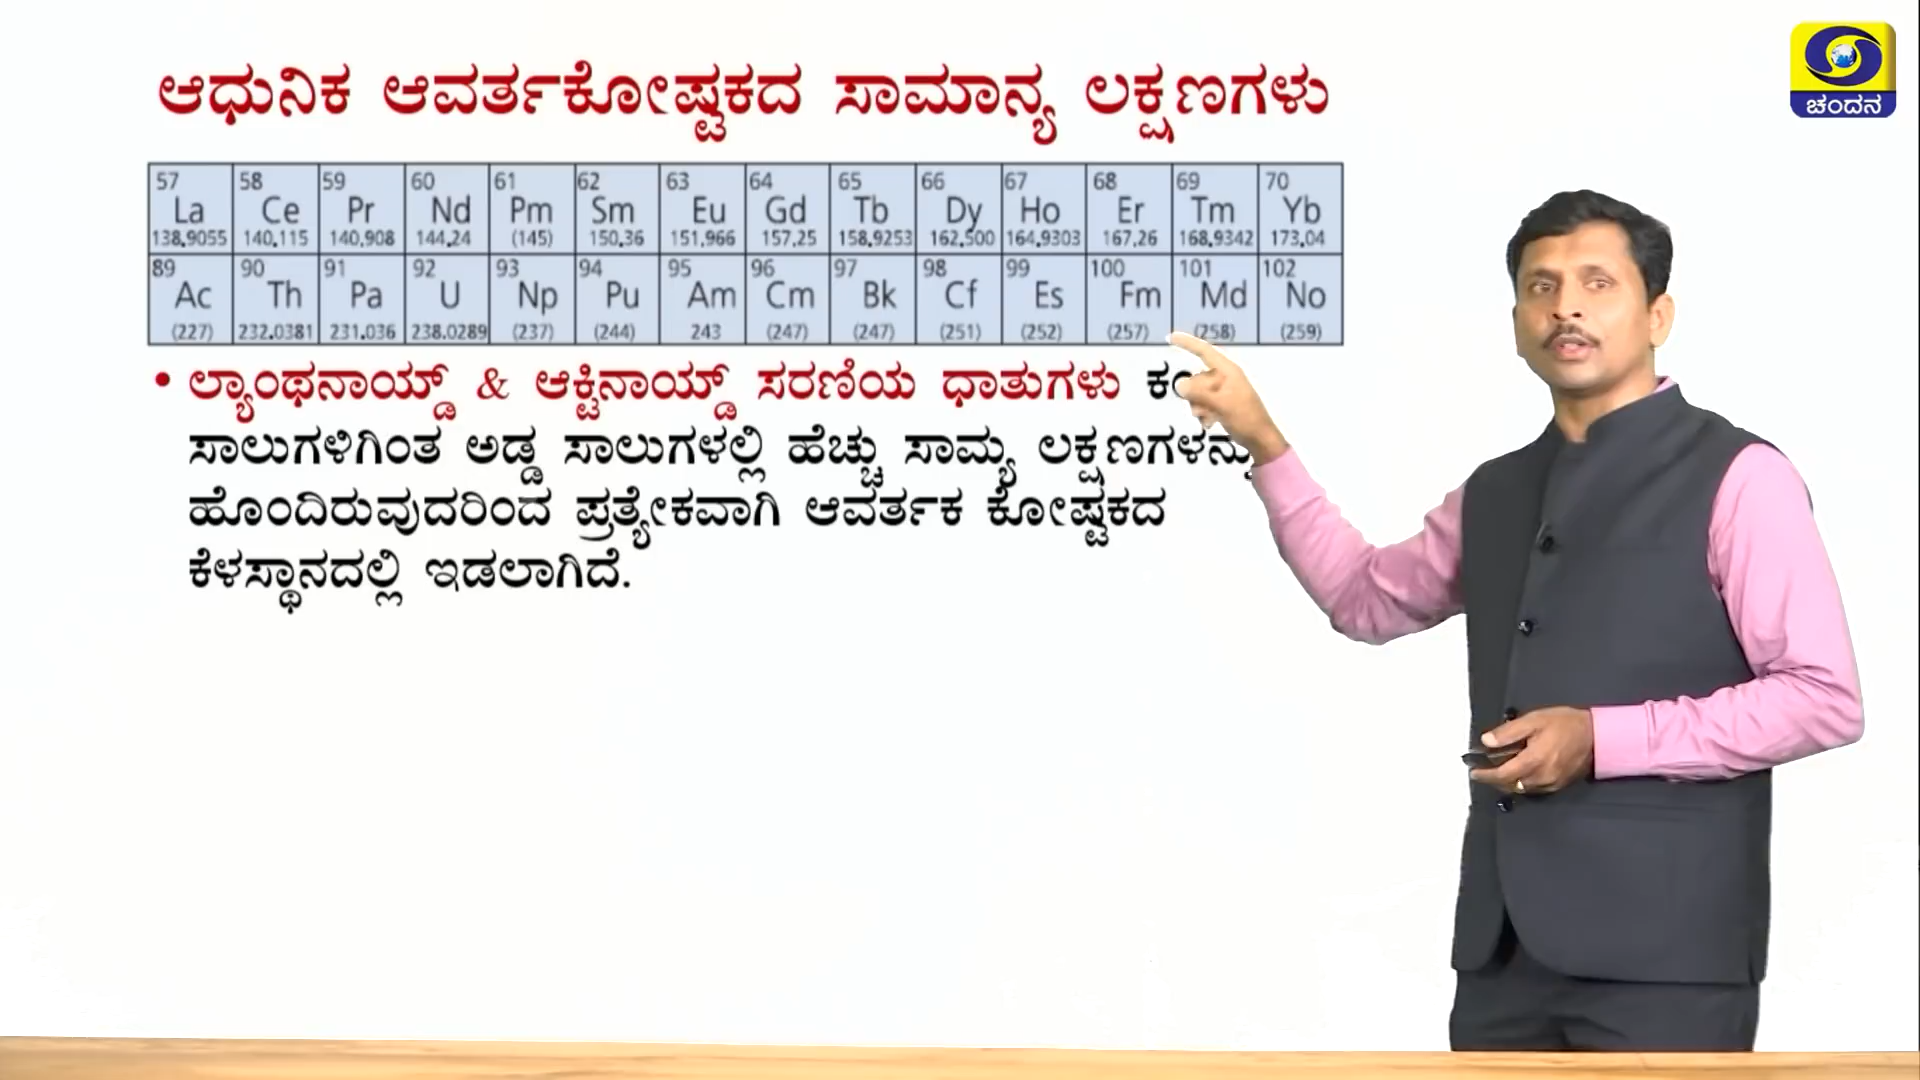 ಆಧುನಿಕ ಆವರ್ತಕೋಷ್ಟಕದ ಸಾಮಾನ್ಯ ಲಕ್ಷಣಗಳು
ಚಂದನ
57 58 59 60 61 62 63 64 65 66 67 68 69 70
La Ce Pr Nd Pm Sm Eu Gd Tb Dy Ho Er Tm Yb
138.9055 140.115 140.908 144.24 (145) 150.36 151.966 157.25 158.9253 162.500 164.9303 167.26 168.9342 173.04
89 90 91 92 93 94 95 96 97 98 99 100 101 102
Ac Th Pa U Np Pu Am Cm Bk Cf Es Fm Md No
(227) 232.0381 231.036 238.0289 (237) (244) 243 (247) (247) (251) (252) (257) (258) (259)
• ಲ್ಯಾಂಥನಾಯ್ಡ್ & ಆಕ್ಟಿನಾಯ್ಡ್ ಸರಣಿಯ ಧಾತುಗಳು
ಸಾಲುಗಳಿಗಿಂತ ಅಡ್ಡ ಸಾಲುಗಳಲ್ಲಿ ಹೆಚ್ಚು ಸಾಮ್ಯ ಲಕ್ಷಣಗಳನ್ನು
ಹೊಂದಿರುವುದರಿಂದ ಪ್ರತ್ಯೇಕವಾಗಿ ಆವರ್ತಕ ಕೋಷ್ಟಕದ
ಕೆಳಸ್ಥಾನದಲ್ಲಿ ಇಡಲಾಗಿದೆ.